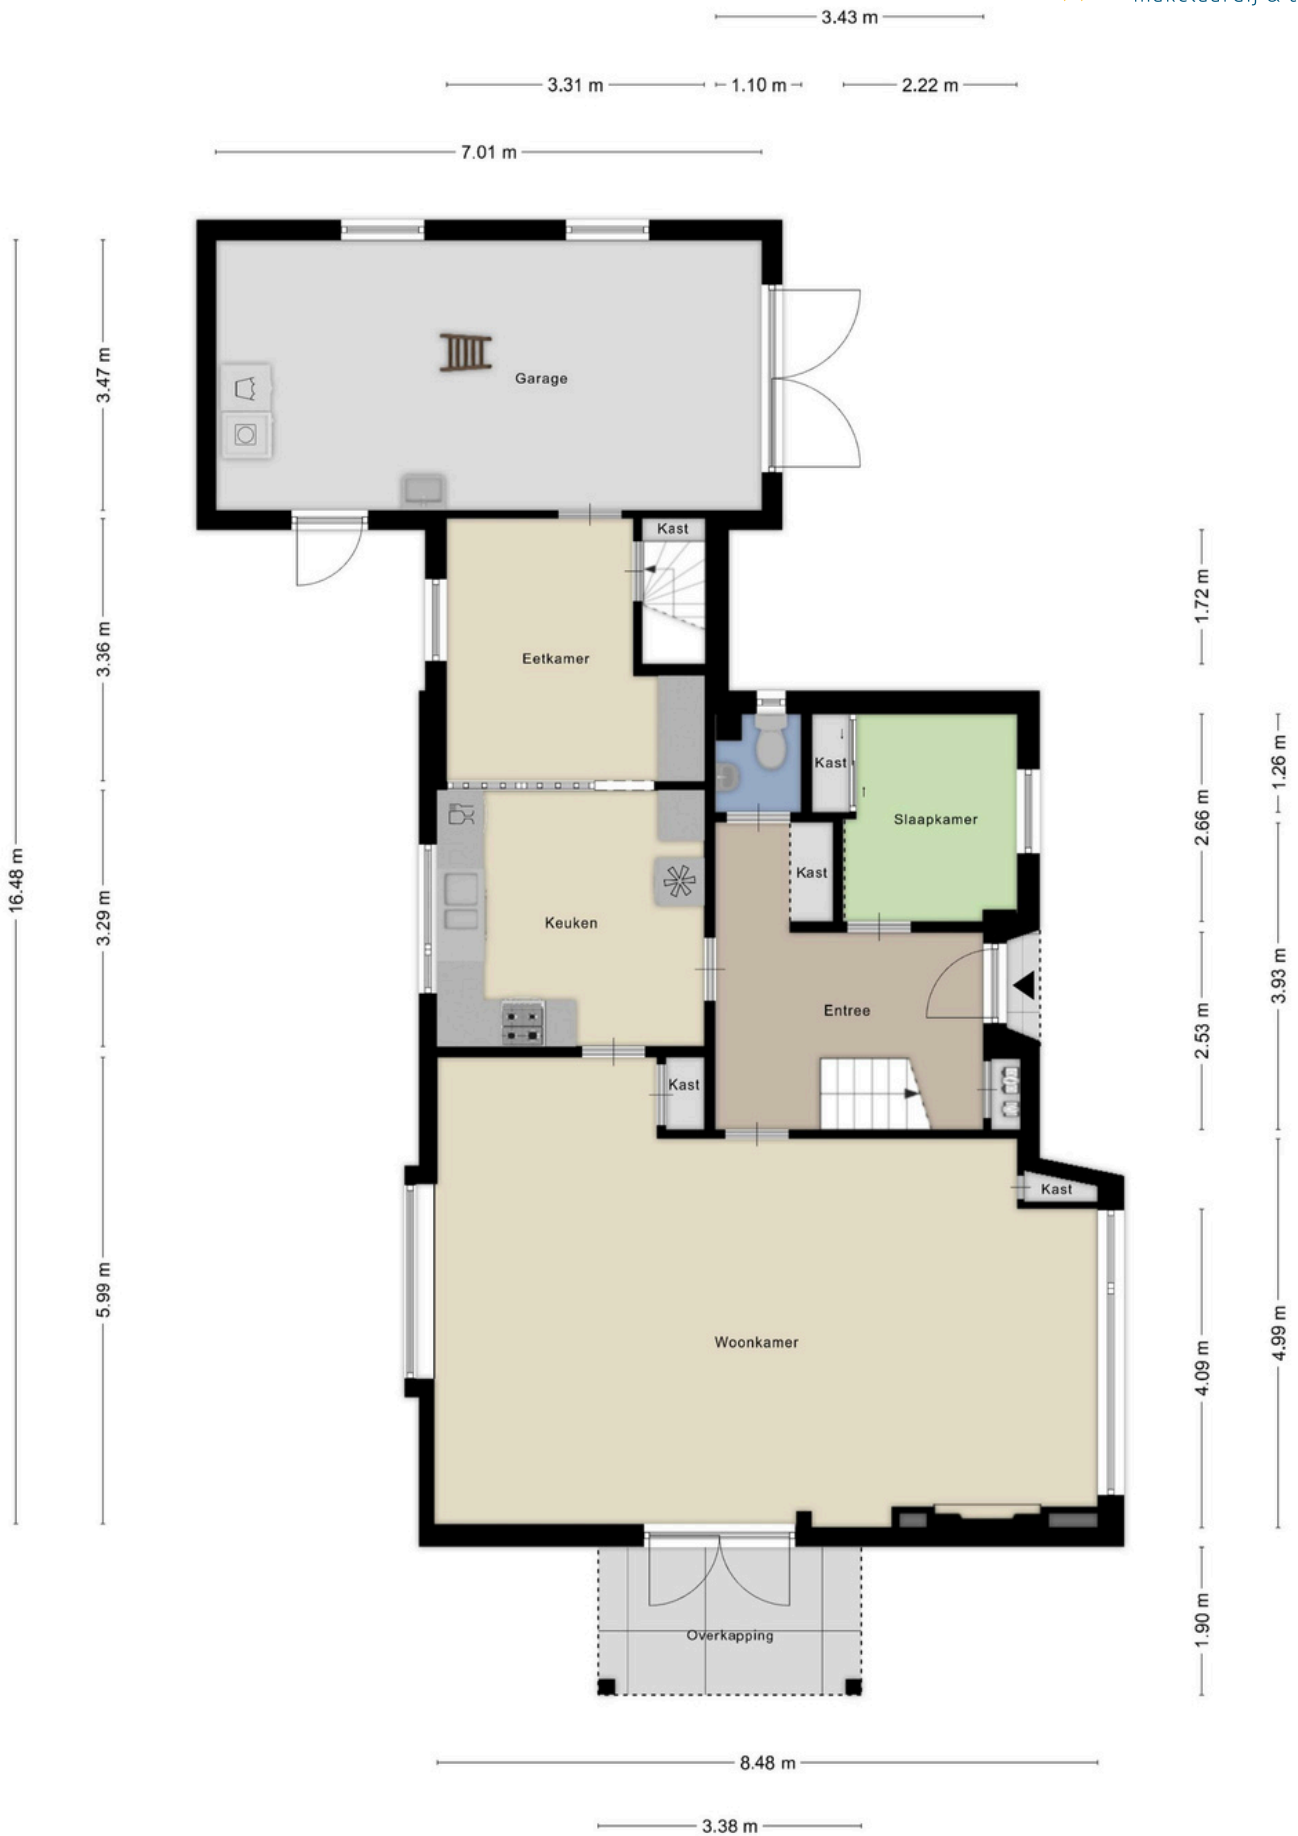 3.43 m
3.31 m
1.10 m
2.22 m
7.01 m
16.48 m
3.47 m
3.36 m
3.29 m
5.99 m
Garage
Kast
Eetkamer
Kast
Slaapkamer
Kast
Keuken
Entree
Kast
Kast
Woonkamer
Overkapping
1.72 m
1.26 m
2.66 m
3.93 m
2.53 m
4.99 m
4.09 m
1.90 m
8.48 m
3.38 m